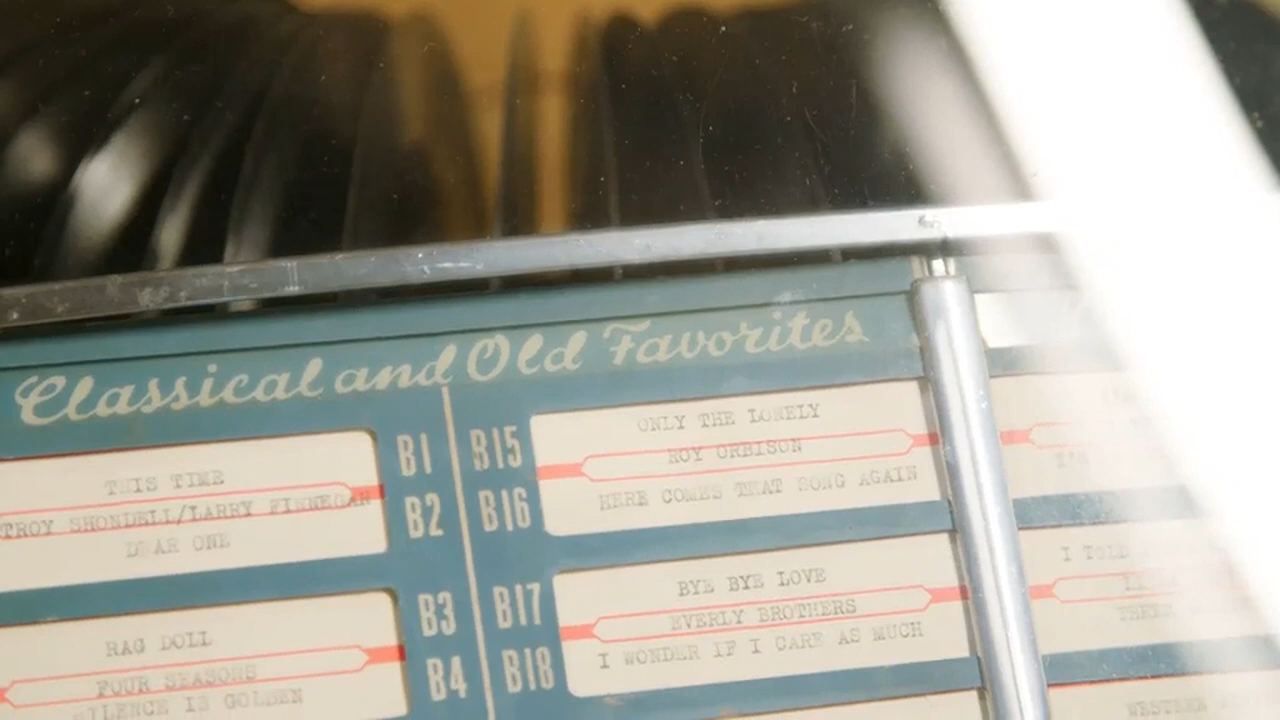 Classical and Old Favorites
THIS TIME
TROY SHONDELL/LARRY FINNEGAN
DEAR ONE
B1
B2
B15
B16
ONLY THE LONELY
ROY ORBISON
HERE COMES THAT SONG AGAIN
RAG DOLL
FOUR SEASONS
SILENCE IS GOLDEN
B3
B4
B17
B18
BYE BYE LOVE
EVERLY BROTHERS
I WONDER IF I CARE AS MUCH
I TOLD
WESTERN